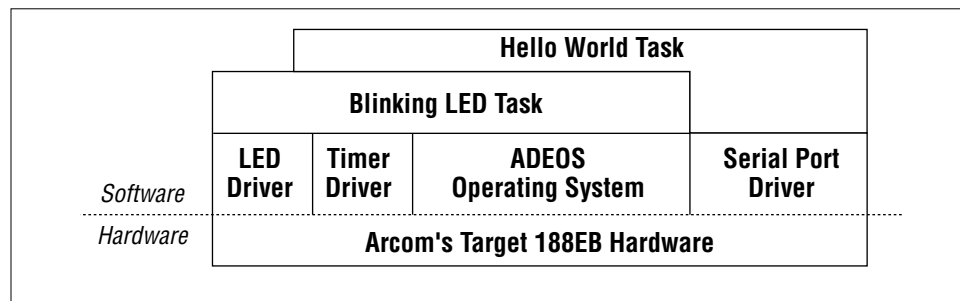 Hello World Task
Blinking LED Task
LED
Driver
Timer
Driver
ADEOS
Operating System
Serial Port
Driver
Software
Hardware
Arcom's Target 188EB Hardware